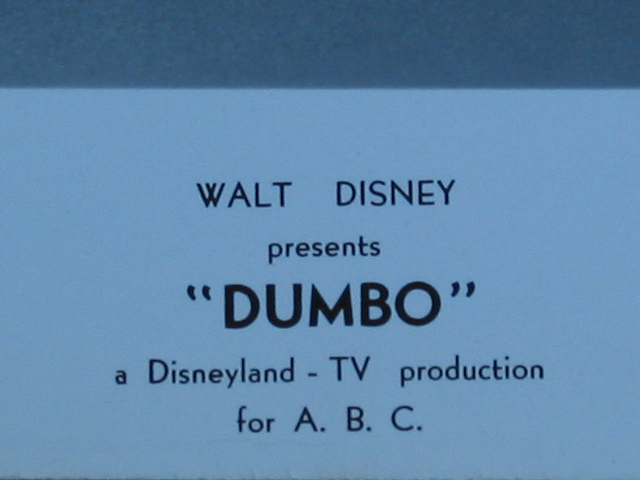 WALT DISNEY
presents
“DUMBO”
a Disneyland - TV production
for A. B. C.